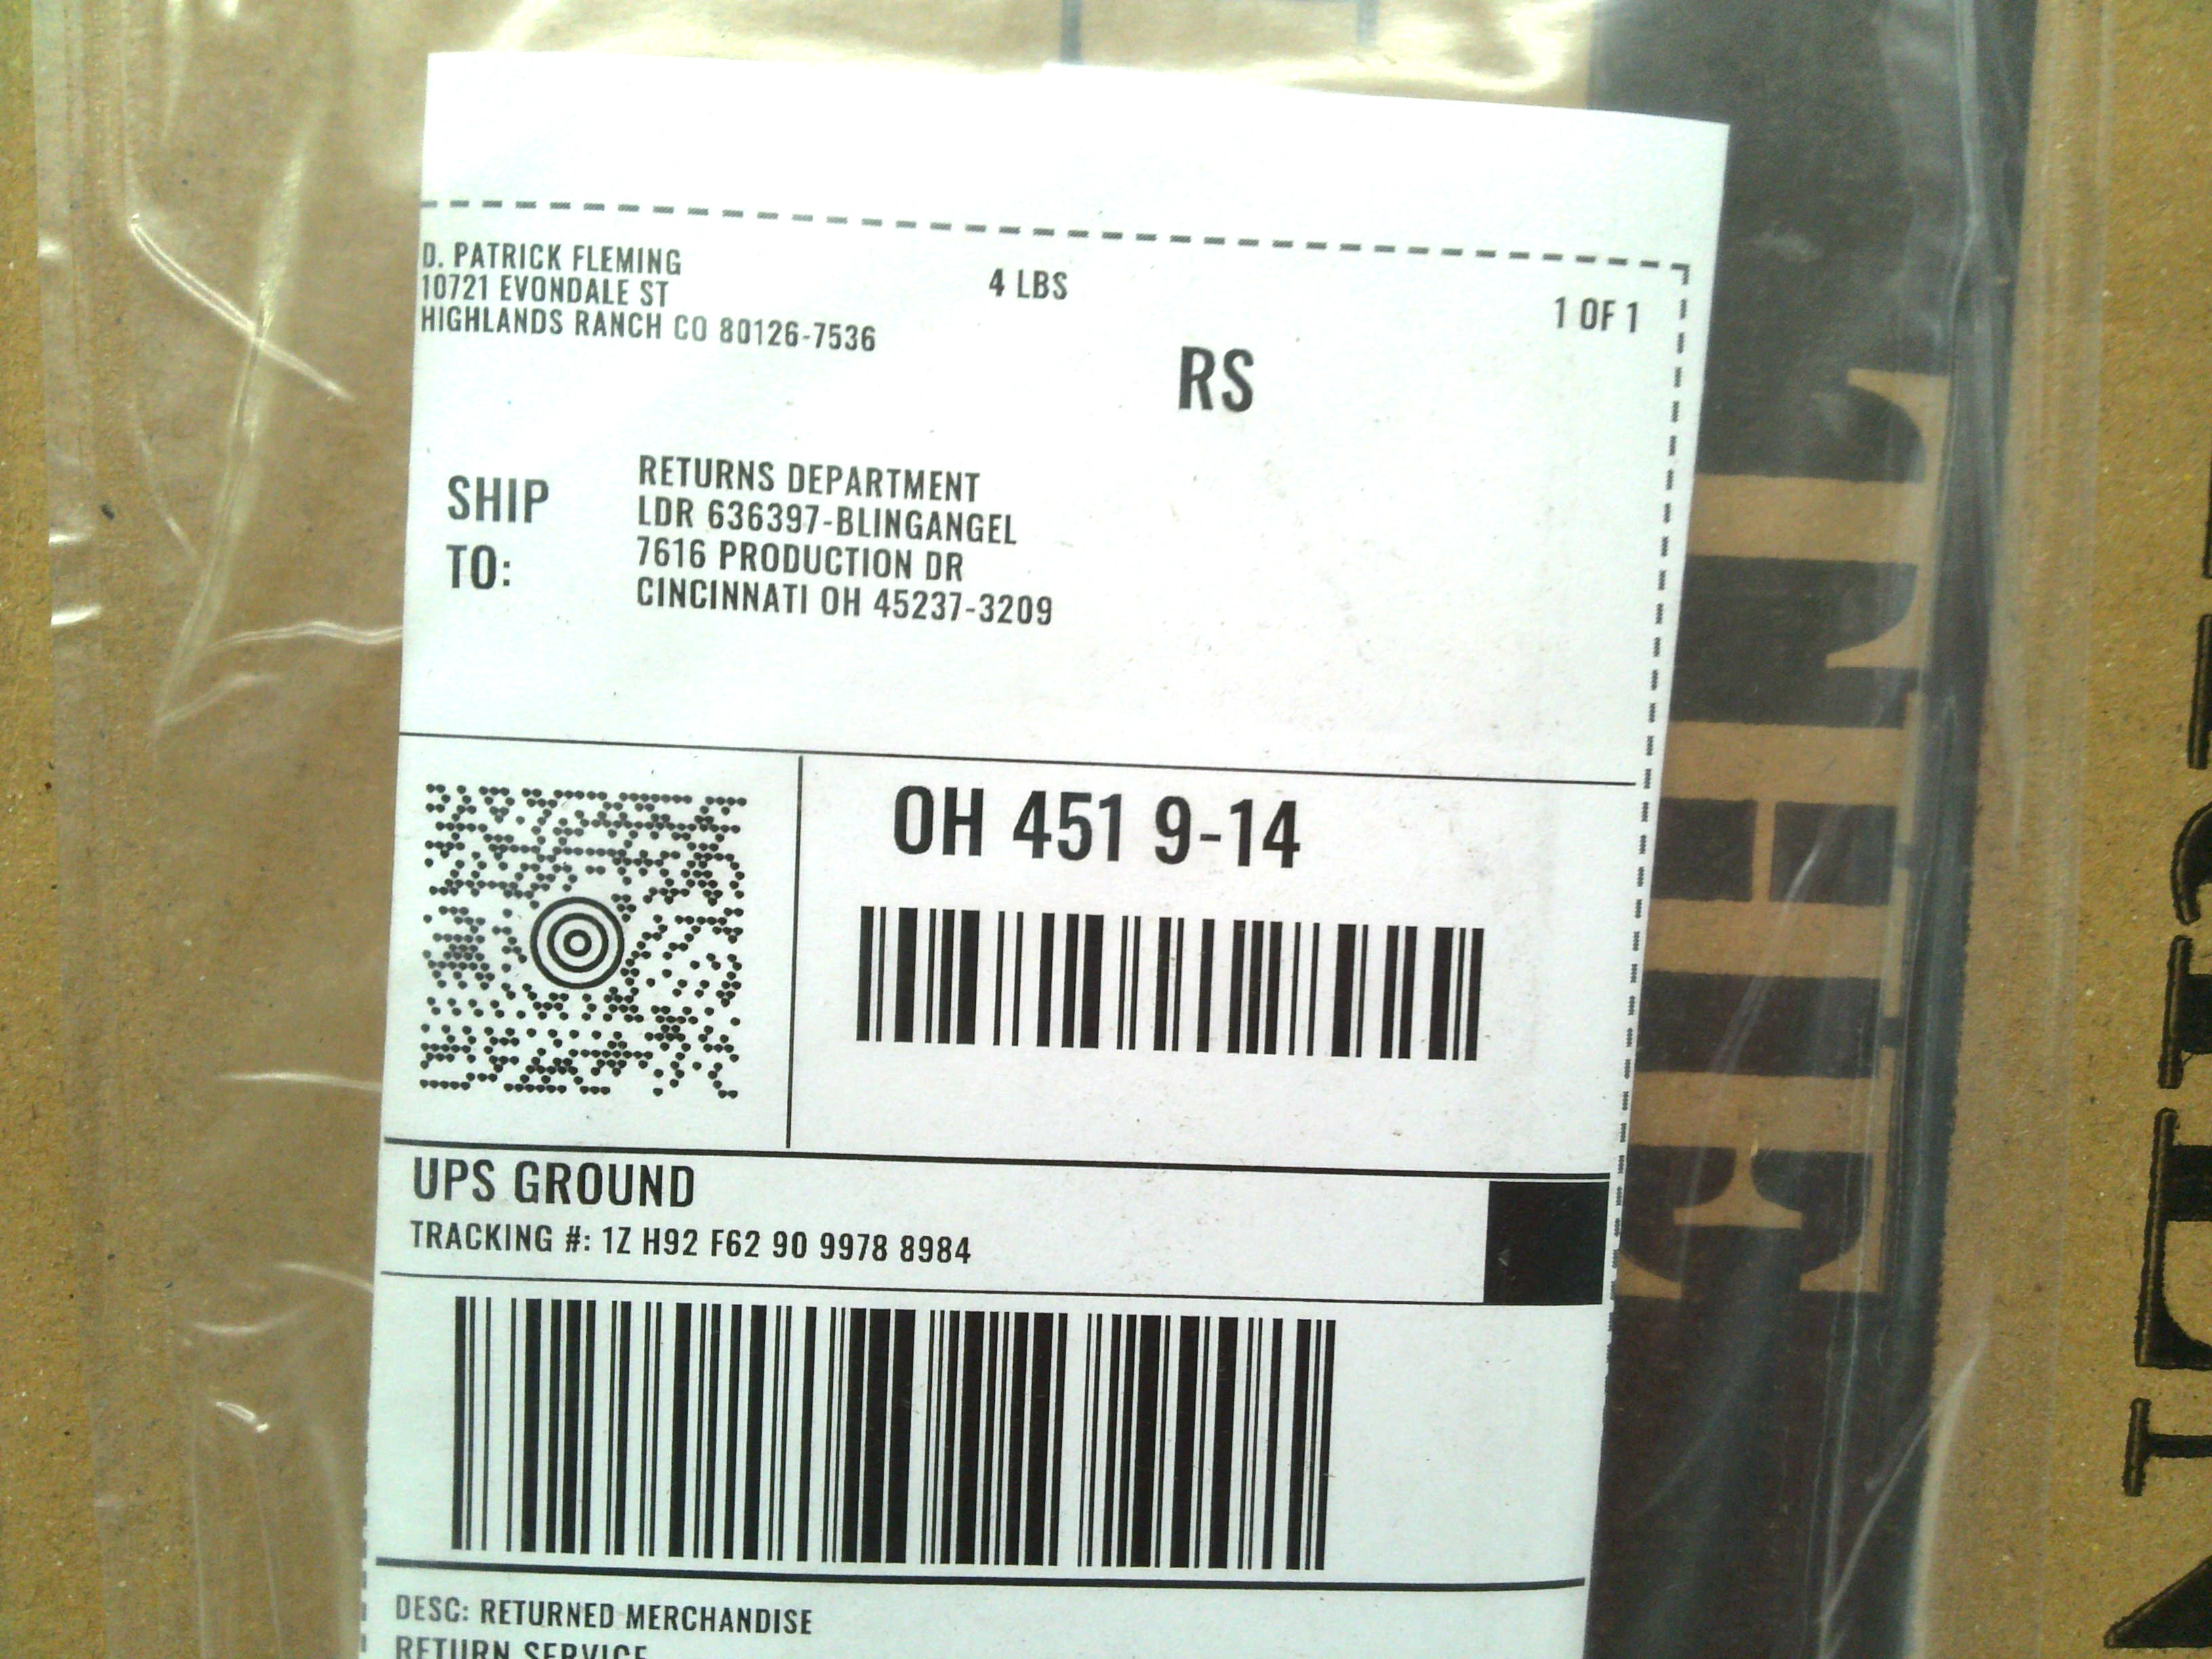 D. PATRICK FLEMING
10721 EVONDALE ST
HIGHLANDS RANCH CO 80126-7536
4 LBS
1 OF 1
RS
SHIP
TO:
RETURNS DEPARTMENT
LDR 636397-BLINGANGEL
7616 PRODUCTION DR
CINCINNATI OH 45237-3209
OH 451 9-14
UPS GROUND
TRACKING #: 1Z H92 F62 90 9978 8984
DESC: RETURNED MERCHANDISE
RETURN SERVICE